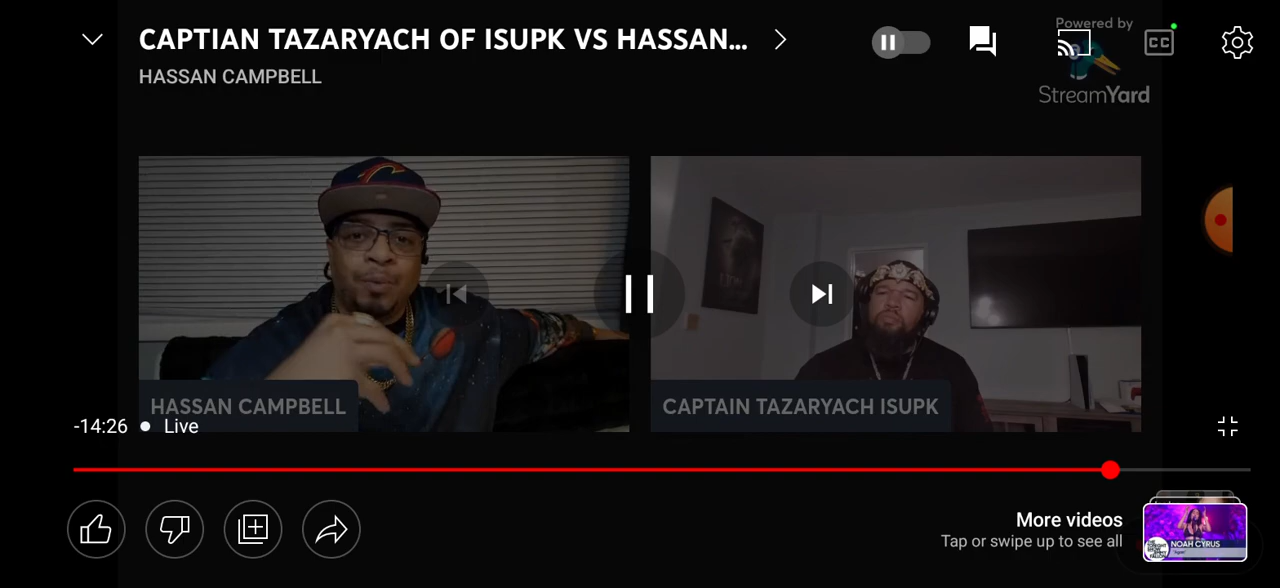 CAPTIAN TAZARYACH OF ISUPK VS HASSAN...
HASSAN CAMPBELL
Powered by
CC
StreamYard
HASSAN CAMPBELL
CAPTAIN TAZARYACH ISUPK
-14:26 ● Live
More videos
Tap or swipe up to see all
NOAH CYRUS